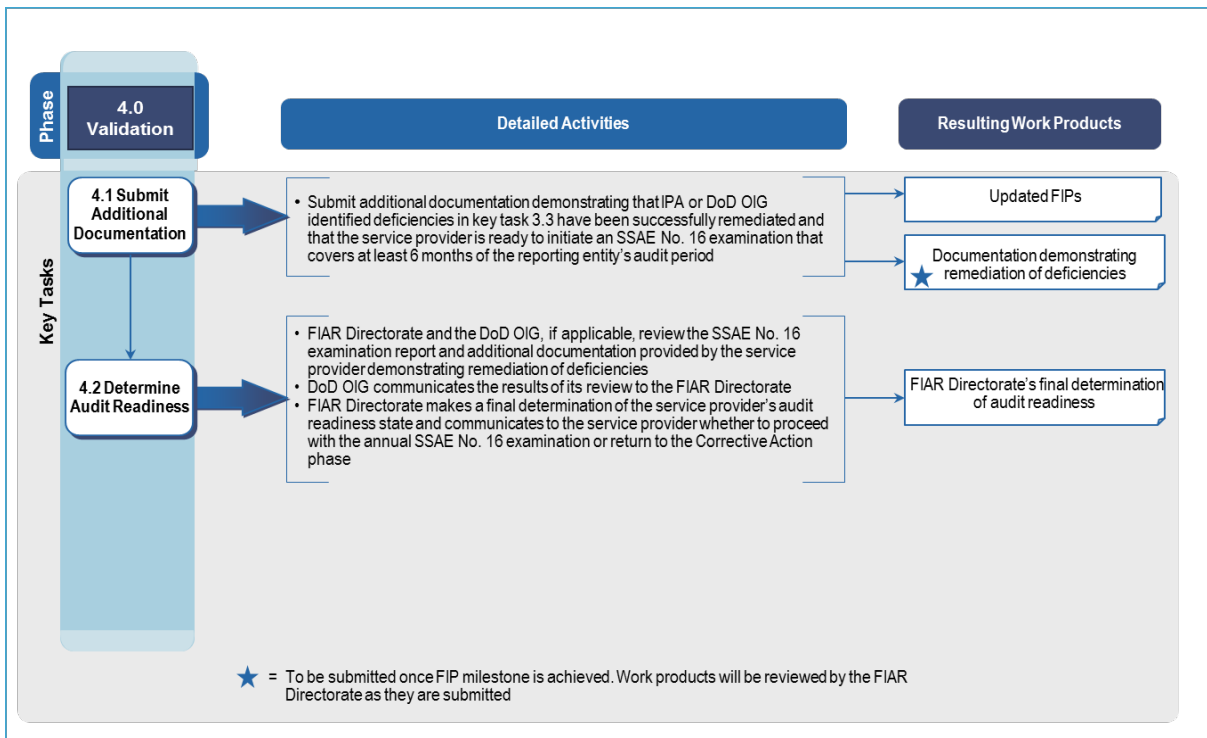 Phase
4.0
Validation
Detailed Activities
Resulting Work Products
Key Tasks
4.1 Submit
Additional
Documentation
• Submit additional documentation demonstrating that IPA or DoD OIG
identified deficiencies in key task 3.3 have been successfully remediated and
that the service provider is ready to initiate an SSAE No. 16 examination that
covers at least 6 months of the reporting entity's audit period
Updated FIPs
Documentation demonstrating
remediation of deficiencies
4.2 Determine
Audit Readiness
• FIAR Directorate and the DoD OIG, if applicable, review the SSAE No. 16
examination report and additional documentation provided by the service
provider demonstrating remediation of deficiencies
• DoD OIG communicates the results of its review to the FIAR Directorate
• FIAR Directorate makes a final determination of the service provider's audit
readiness state and communicates to the service provider whether to proceed
with the annual SSAE No. 16 examination or return to the Corrective Action
phase
FIAR Directorate's final determination
of audit readiness
= To be submitted once FIP milestone is achieved. Work products will be reviewed by the FIAR
Directorate as they are submitted